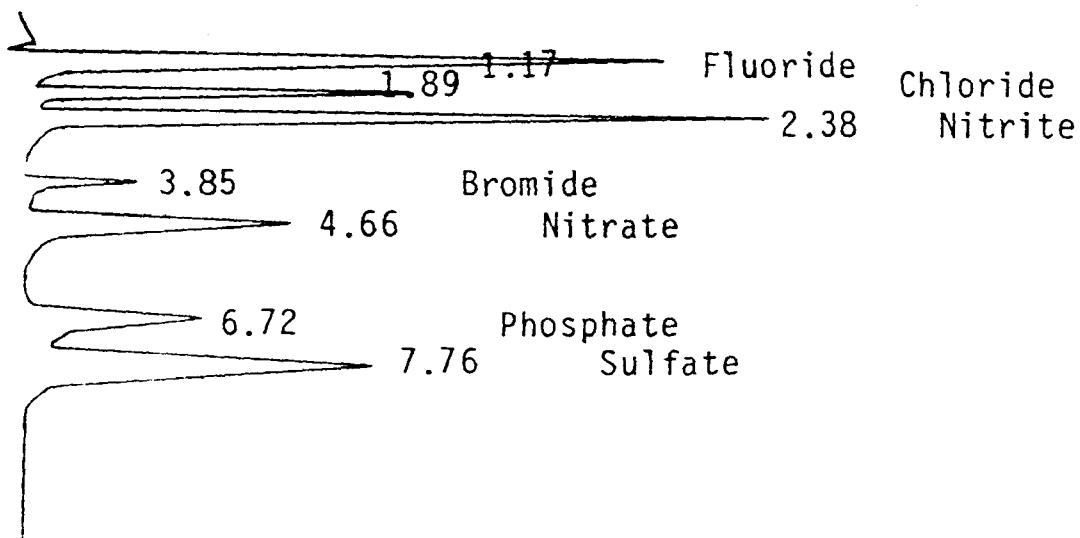 1.17 Fluoride
1.89 Chloride
2.38 Nitrite
3.85 Bromide
4.66 Nitrate
6.72 Phosphate
7.76 Sulfate